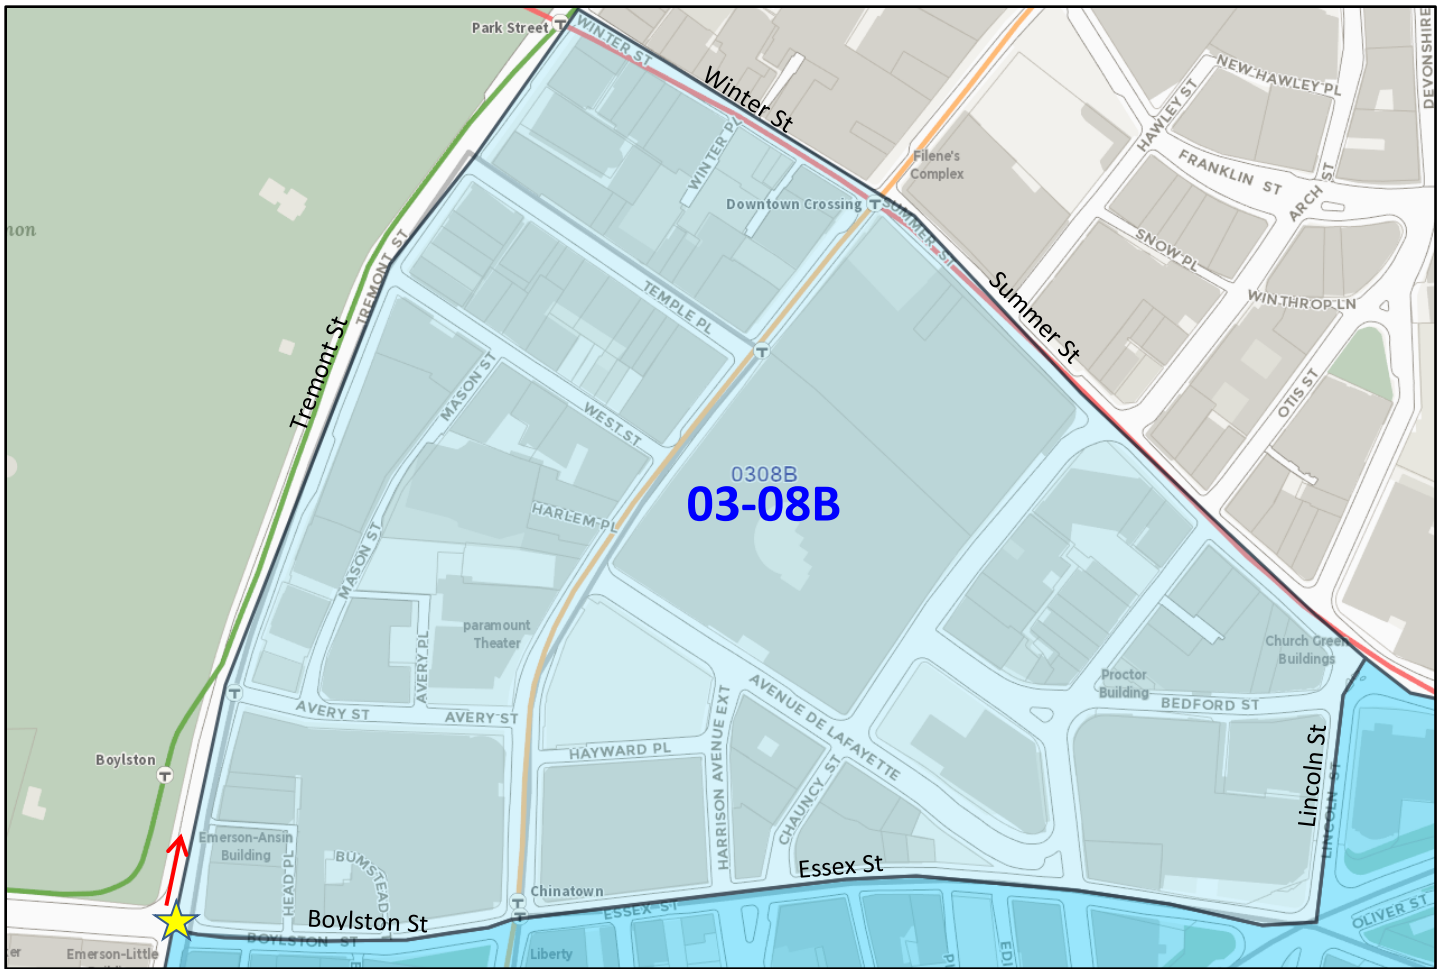 Park Street
WINTER ST
Winter St
NEW HAWLEY PL
DEVONSHIRE
HAWLEY ST
WINTER PL
Filene's
Complex
FRANKLIN ST
ARCH ST
Downtown Crossing
SUMMER ST
SNOW PL
TREMONT ST
TEMPLE PL
Summer St
WINTHROP LN
Tremont St
MASON ST
WEST ST
OTIS ST
0308B
03-08B
HARLEM PL
MASON ST
paramount
Theater
AVERY PL
Church Green
Buildings
Proctor
Building
BEDFORD ST
AVERY ST
AVERY ST
AVENUE DE LAFAYETTE
HAYWARD PL
HARRISON AVENUE EXT
Boylston
CHAUNCY ST
Lincoln St
LINCOLN ST
Emerson-Ansin
Building
HEAD PL
BUMSTEAD
Essex St
Chinatown
ESSEX ST
Boylston St
BOYLSTON ST
OLIVER ST
Emerson-Little
Liberty